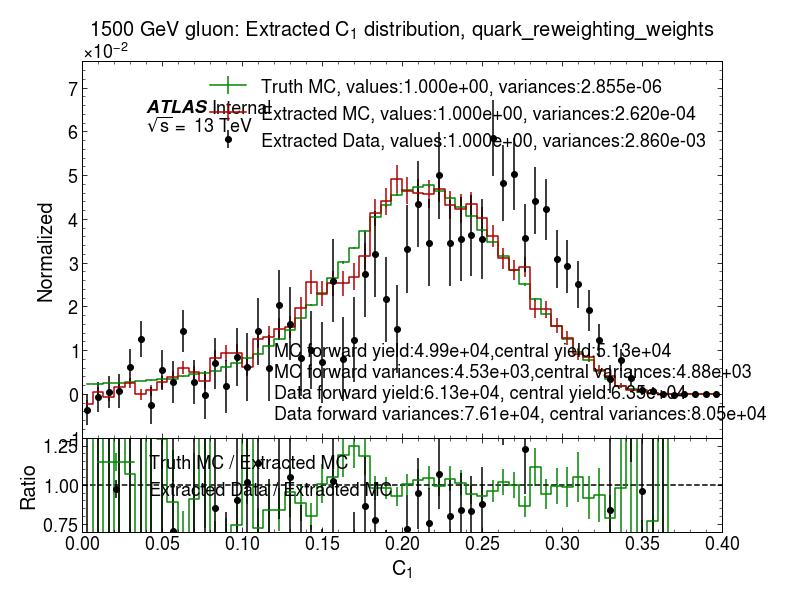 1500 GeV gluon: Extracted C₁ distribution, quark_reweighting_weights
×10⁻²
Truth MC, values:1.000e+00, variances:2.855e-06
ATLAS Internal
Extracted MC, values:1.000e+00, variances:2.620e-04
√s = 13 TeV
Extracted Data, values:1.000e+00, variances:2.860e-03
7
6
5
4
3
2
1
0
Normalized
MC forward yield:4.99e+04,central yield:5.13e+04
MC forward variances:4.53e+03,central variances:4.88e+03
Data forward yield:6.13e+04, central yield:6.35e+04
Data forward variances:7.61e+04, central variances:8.05e+04
1.25
1.00
0.75
Ratio
Truth MC / Extracted MC
Extracted Data / Extracted MC
0.00 0.05 0.10 0.15 0.20 0.25 0.30 0.35 0.40
C₁